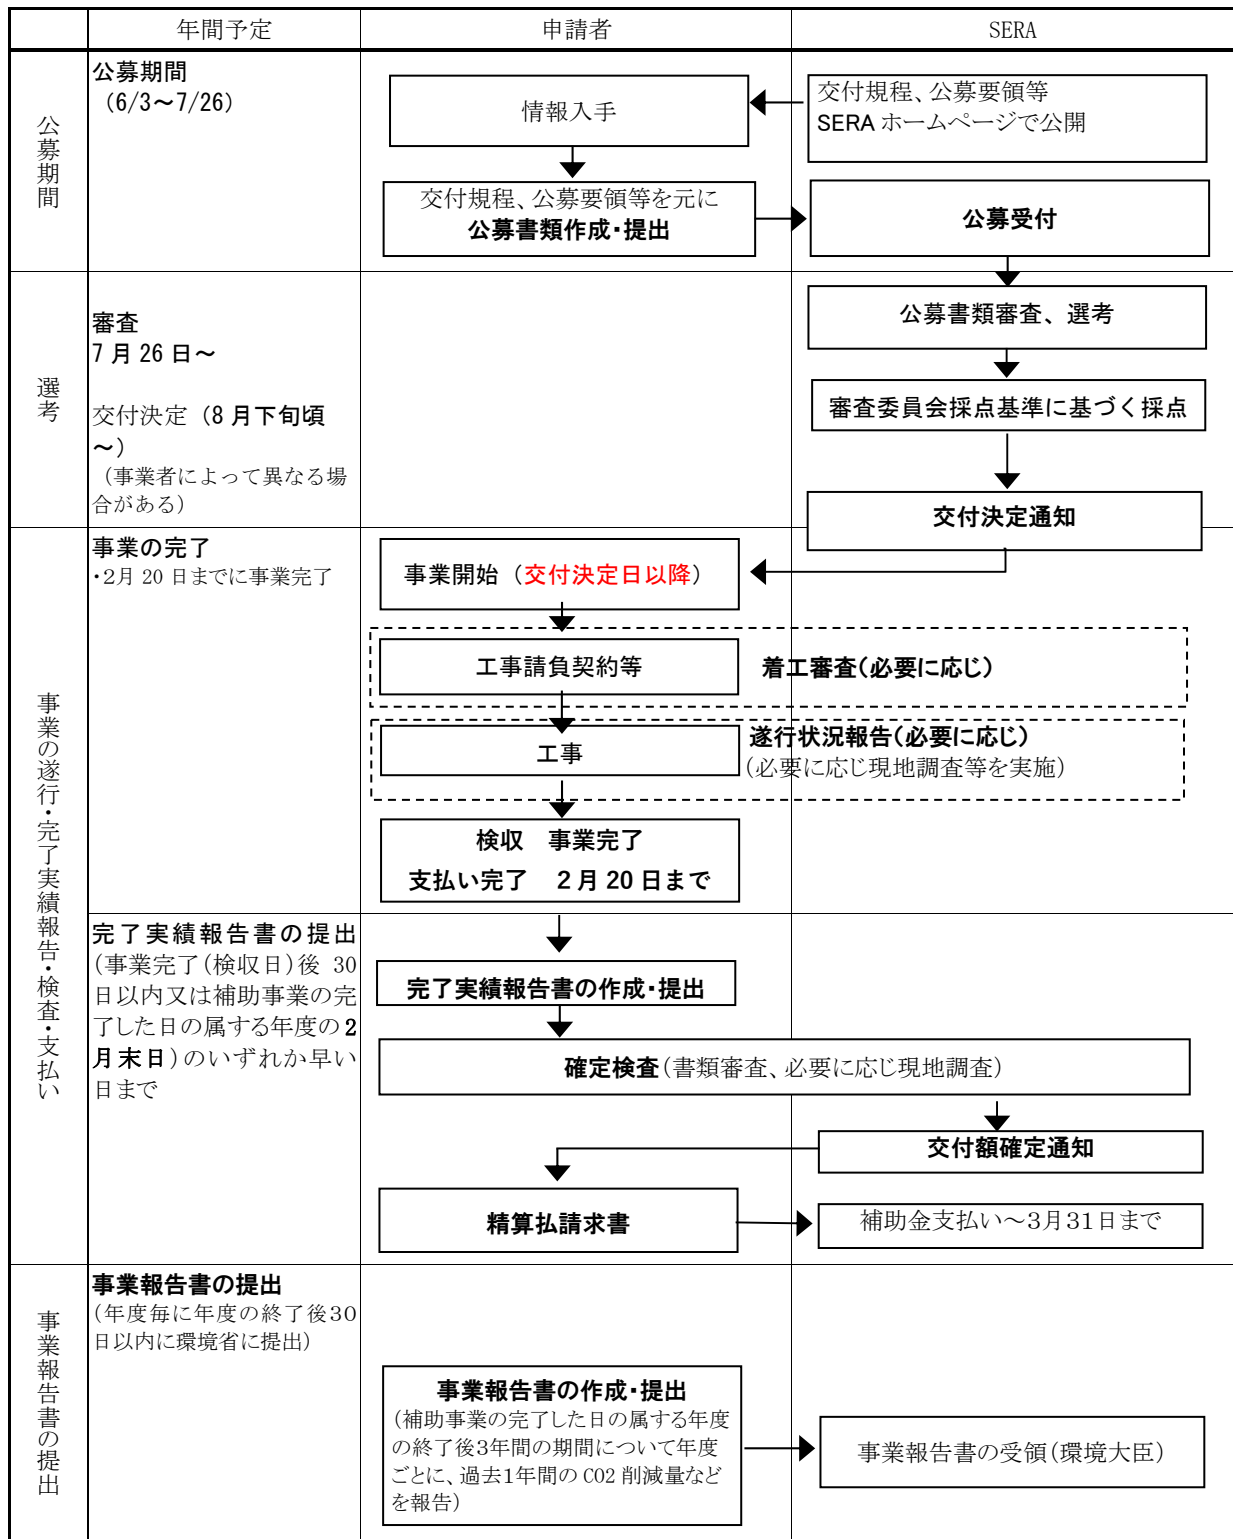 年間予定
申請者
SERA
公募期間
公募期間
（6/3～7/26）
情報入手
交付規程、公募要領等
SERA ホームページで公開
交付規程、公募要領等を元に
公募書類作成・提出
公募受付
選考
審査
7 月 26 日～
交付決定（8 月下旬頃
～）
（事業者によって異なる場
合がある）
公募書類審査、選考
審査委員会採点基準に基づく採点
交付決定通知
事業の遂行・完了実績報告・検査・支払い
事業の完了
・2月 20 日までに事業完了
事業開始（交付決定日以降）
工事請負契約等
着工審査（必要に応じ）
工事
遂行状況報告（必要に応じ）
（必要に応じ現地調査等を実施）
検収　事業完了
支払い完了　2 月 20 日まで
完了実績報告書の提出
（事業完了（検収日）後 30
日以内又は補助事業の完
了した日の属する年度の2
月末日）のいずれか早い
日まで
完了実績報告書の作成・提出
確定検査（書類審査、必要に応じ現地調査）
交付額確定通知
精算払請求書
補助金支払い～3月31日まで
事業報告書の提出
事業報告書の提出
（年度毎に年度の終了後30
日以内に環境省に提出）
事業報告書の作成・提出
（補助事業の完了した日の属する年度
の終了後3年間の期間について年度
ごとに、過去1年間の CO2 削減量など
を報告）
事業報告書の受領（環境大臣）